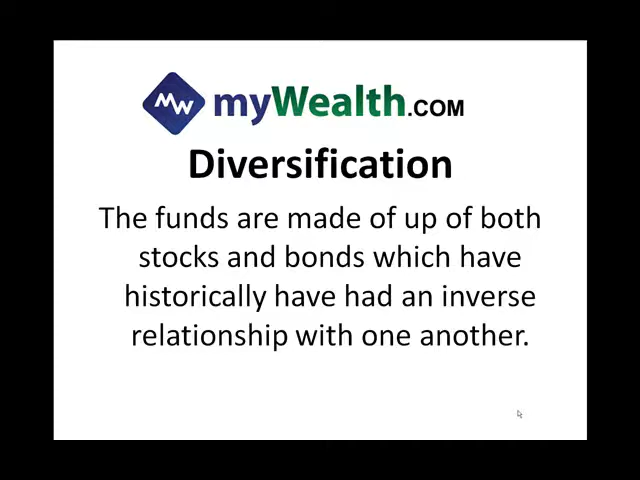 MW myWealth.COM
Diversification
The funds are made of up of both
stocks and bonds which have
historically have had an inverse
relationship with one another.